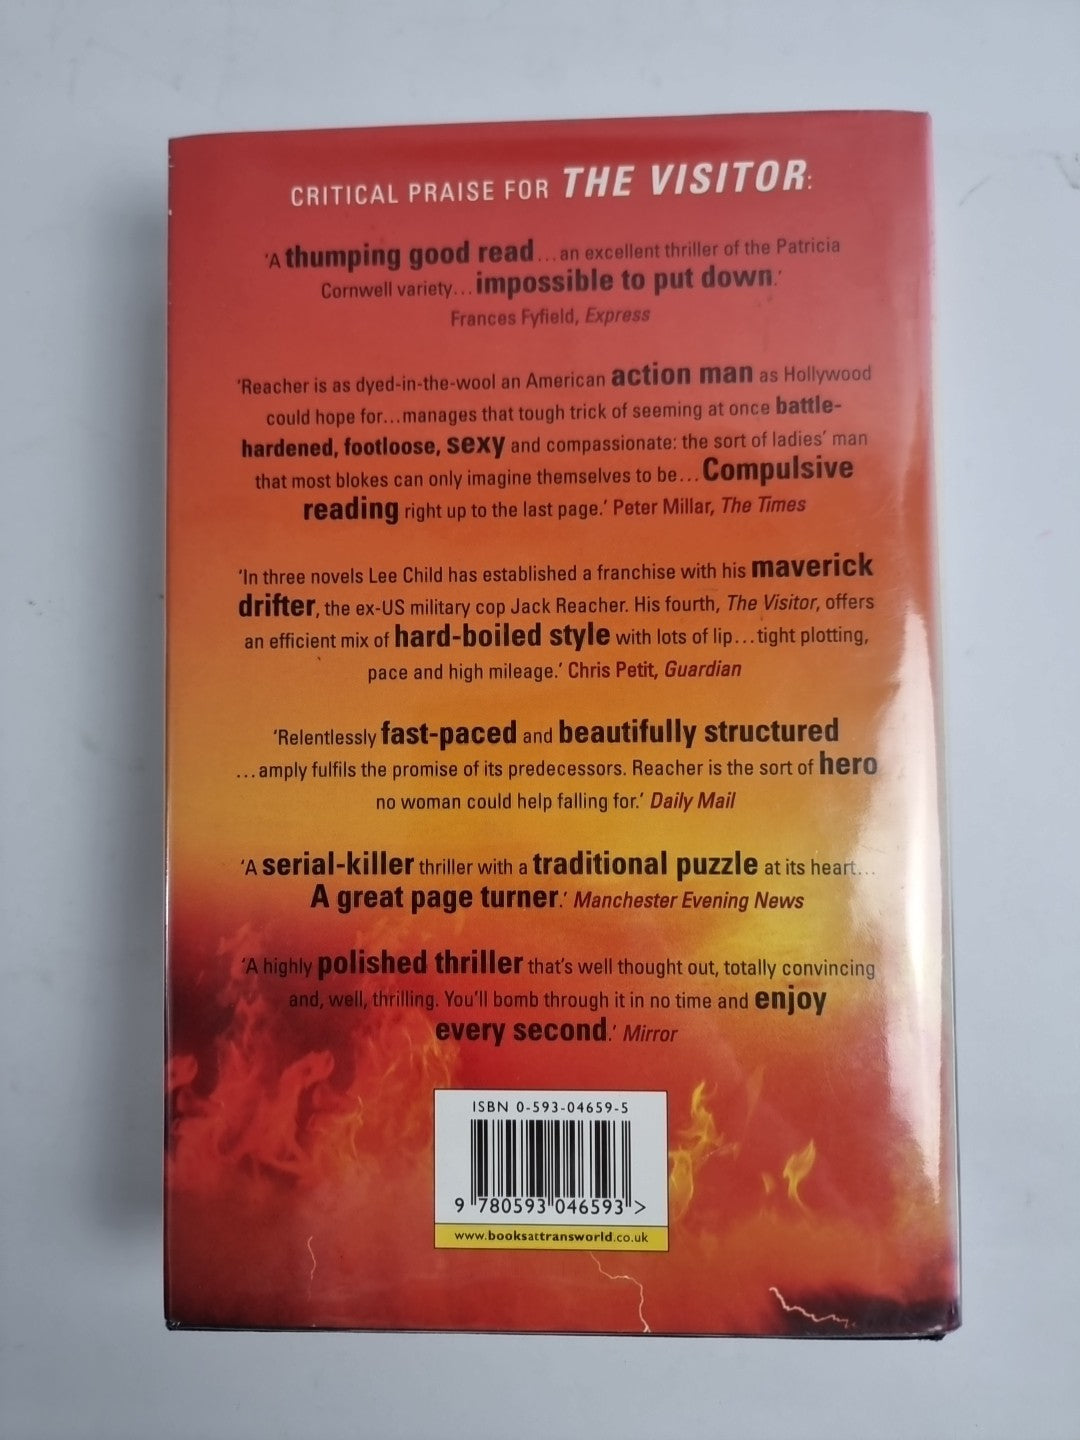 CRITICAL PRAISE FOR THE VISITOR:
‘A thumping good read...an excellent thriller of the Patricia
Cornwell variety...impossible to put down.’
Frances Fyfield, Express
‘Reacher is as dyed-in-the-wool an American action man as Hollywood
could hope for...manages that tough trick of seeming at once battle-
hardened, footloose, sexy and compassionate: the sort of ladies’ man
that most blokes can only imagine themselves to be...Compulsive
reading right up to the last page.’ Peter Millar, The Times
‘In three novels Lee Child has established a franchise with his maverick
drifter, the ex-US military cop Jack Reacher. His fourth, The Visitor, offers
an efficient mix of hard-boiled style with lots of lip...tight plotting,
pace and high mileage.’ Chris Petit, Guardian
‘Relentlessly fast-paced and beautifully structured
...amply fulfils the promise of its predecessors. Reacher is the sort of hero
no woman could help falling for.’ Daily Mail
‘A serial-killer thriller with a traditional puzzle at its heart...
A great page turner.’ Manchester Evening News
‘A highly polished thriller that’s well thought out, totally convincing
and, well, thrilling. You’ll bomb through it in no time and enjoy
every second.’ Mirror
ISBN 0-593-04659-5
9 780593 046593 >
www.booksattransworld.co.uk